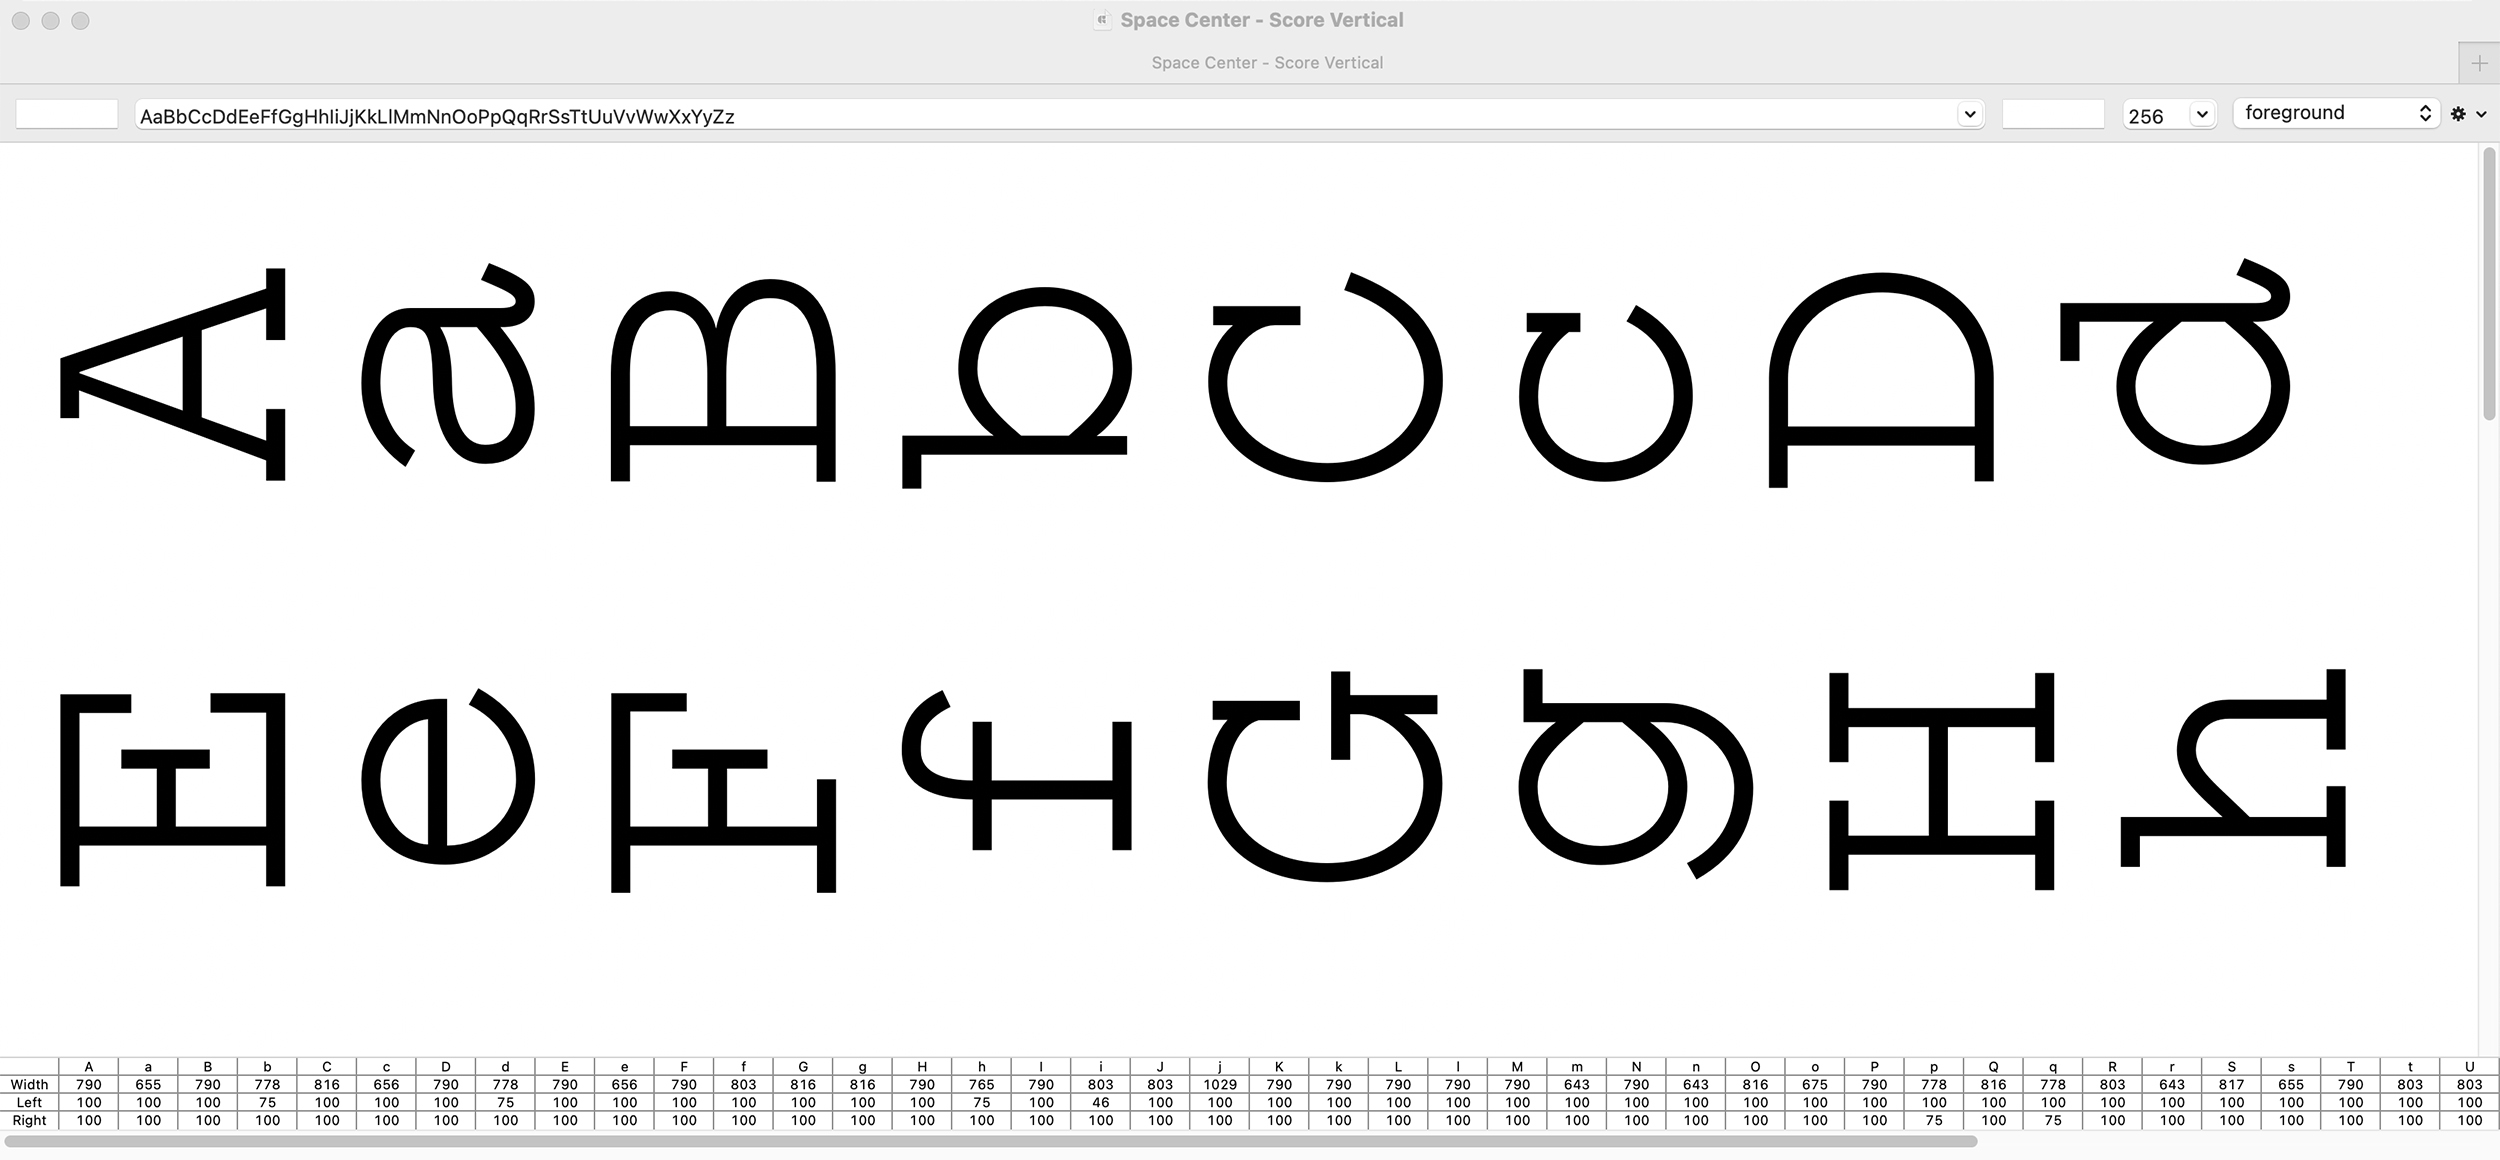 Space Center - Score Vertical
Space Center - Score Vertical
AaBbCcDdEeFfGgHhIiJjKkLlMmNnOoPpQqRrSsTtUuVvWwXxYyZz 256 foreground
A a B b C c D d
E e F f G g H h
A a B b C c D d E e F f G g H h I i J j K k L l M m N n O o P p Q q R r S s T t U
Width 790 655 790 778 816 656 790 778 790 656 790 803 816 816 790 765 790 803 803 1029 790 790 790 790 790 643 790 643 816 675 790 778 816 778 803 643 817 655 790 803 803
Left 100 100 100 75 100 100 100 75 100 100 100 100 100 100 100 75 100 46 100 100 100 100 100 100 100 100 100 100 100 100 100 100 100 100 100 100 100 100 100 100 100
Right 100 100 100 100 100 100 100 100 100 100 100 100 100 100 100 100 100 100 100 100 100 100 100 100 100 100 100 100 100 100 100 75 100 75 100 100 100 100 100 100 100